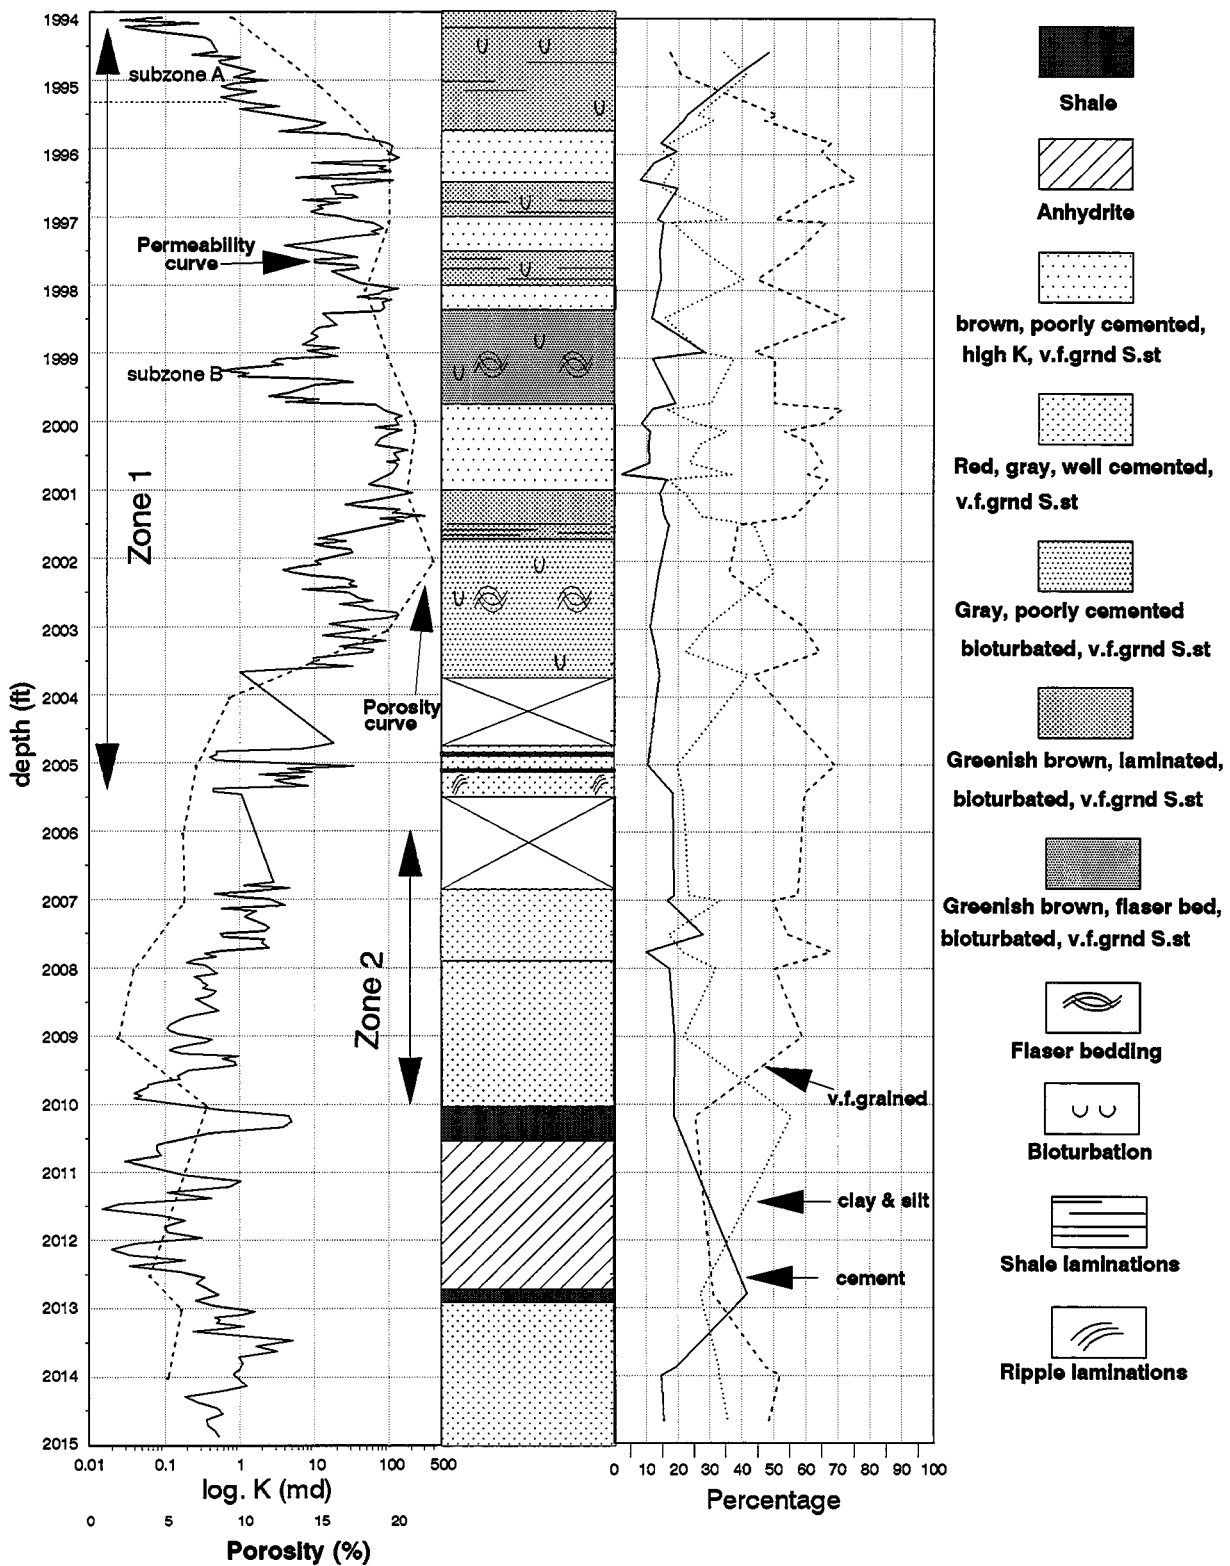 1994
1995
1996
1997
1998
1999
2000
2001
2002
2003
2004
2005
2006
2007
2008
2009
2010
2011
2012
2013
2014
2015
depth (ft)
subzone A
Permeability
curve
subzone B
Zone 1
Porosity
curve
Zone 2
0.01 0.1 1 10 100 500
log. K (md)
0 5 10 15 20
Porosity (%)
v.f.grained
clay & silt
cement
0 10 20 30 40 50 60 70 80 90 100
Percentage
Shale
Anhydrite
brown, poorly cemented,
high K, v.f.grnd S.st
Red, gray, well cemented,
v.f.grnd S.st
Gray, poorly cemented
bioturbated, v.f.grnd S.st
Greenish brown, laminated,
bioturbated, v.f.grnd S.st
Greenish brown, flaser bed,
bioturbated, v.f.grnd S.st
Flaser bedding
Bioturbation
Shale laminations
Ripple laminations